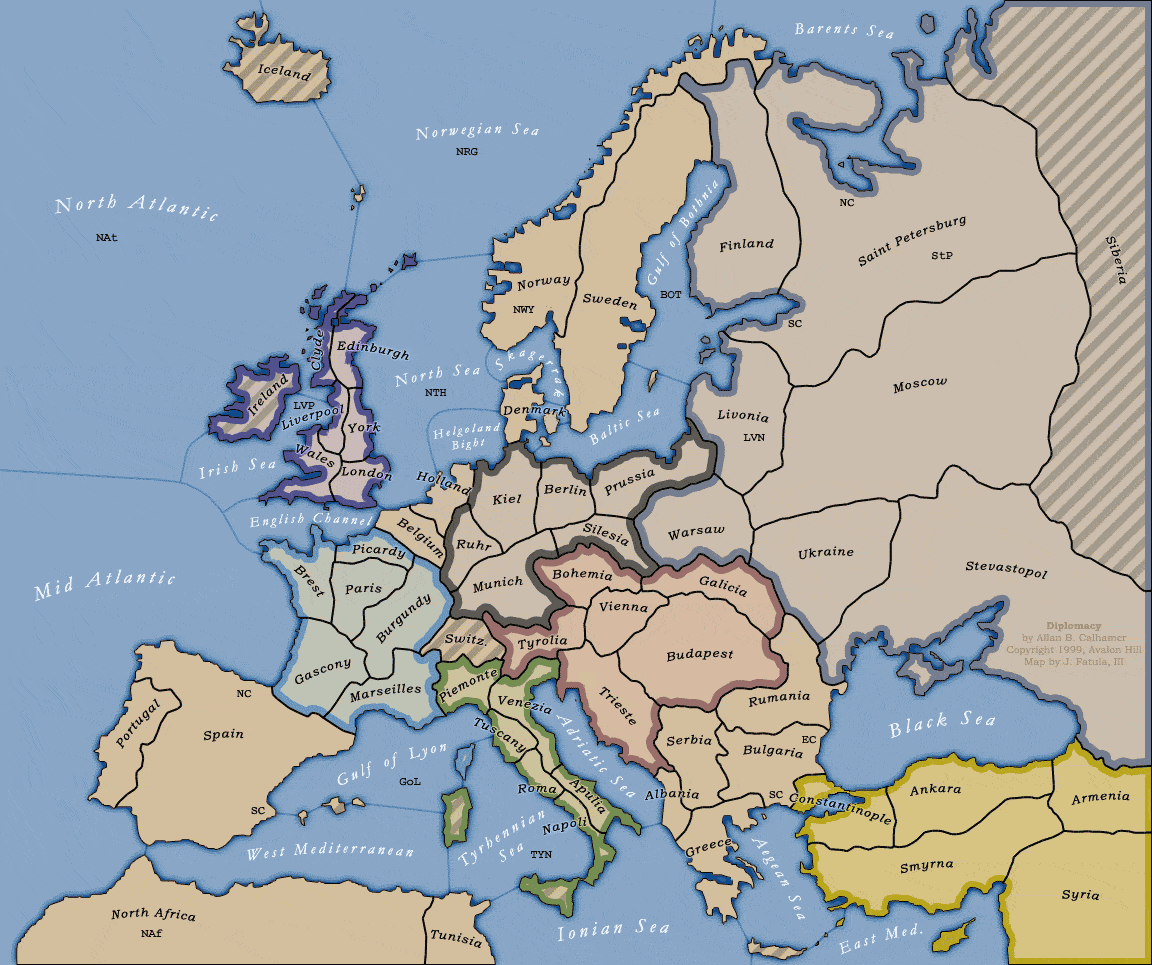 Barents Sea
Iceland
Norwegian Sea
NRG
North Atlantic
NAt
NC
Saint Petersburg
StP
Siberia
Gulf of Bothnia
BOT
Finland
Norway
NWY
Sweden
SC
Clyde
Edinburgh
Skagerrak
North Sea
NTH
Moscow
Ireland
LVP
Liverpool
York
Denmark
Baltic Sea
Livonia
LVN
Helgoland
Bight
Irish Sea
Wales
London
Holland
Kiel
Berlin
Prussia
English Channel
Belgium
Ruhr
Silesia
Warsaw
Ukraine
Picardy
Brest
Paris
Burgundy
Munich
Bohemia
Galicia
Stevastopol
Mid Atlantic
Vienna
Diplomacy
by Allan B. Calhamer
Copyright 1999, Avalon Hill
Map by J. Fatula, III
Switz.
Tyrolia
Budapest
Gascony
Marseilles
Piemonte
Venezia
Trieste
Rumania
NC
Portugal
Spain
Tuscany
Adriatic Sea
Serbia
Bulgaria
EC
Black Sea
Gulf of Lyon
GoL
Roma
Apulia
Albania
SC
Constantinople
Ankara
Armenia
SC
Napoli
Tyrhennian
Sea
TYN
West Mediterranean
Greece
Aegean Sea
Smyrna
Syria
North Africa
NAf
Tunisia
Ionian Sea
East Med.